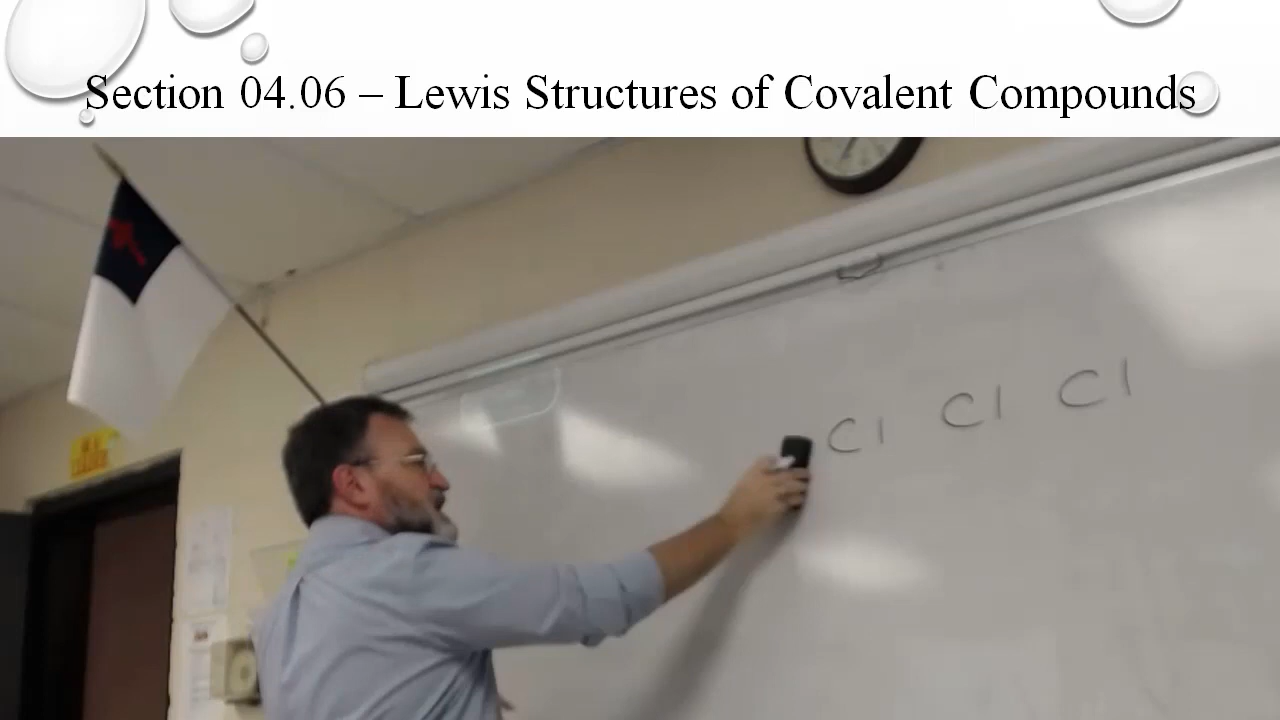 Section 04.06 – Lewis Structures of Covalent Compounds
Cl Cl Cl